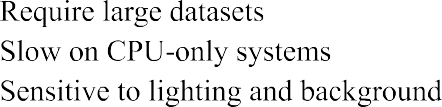 Require large datasets
Slow on CPU-only systems
Sensitive to lighting and background